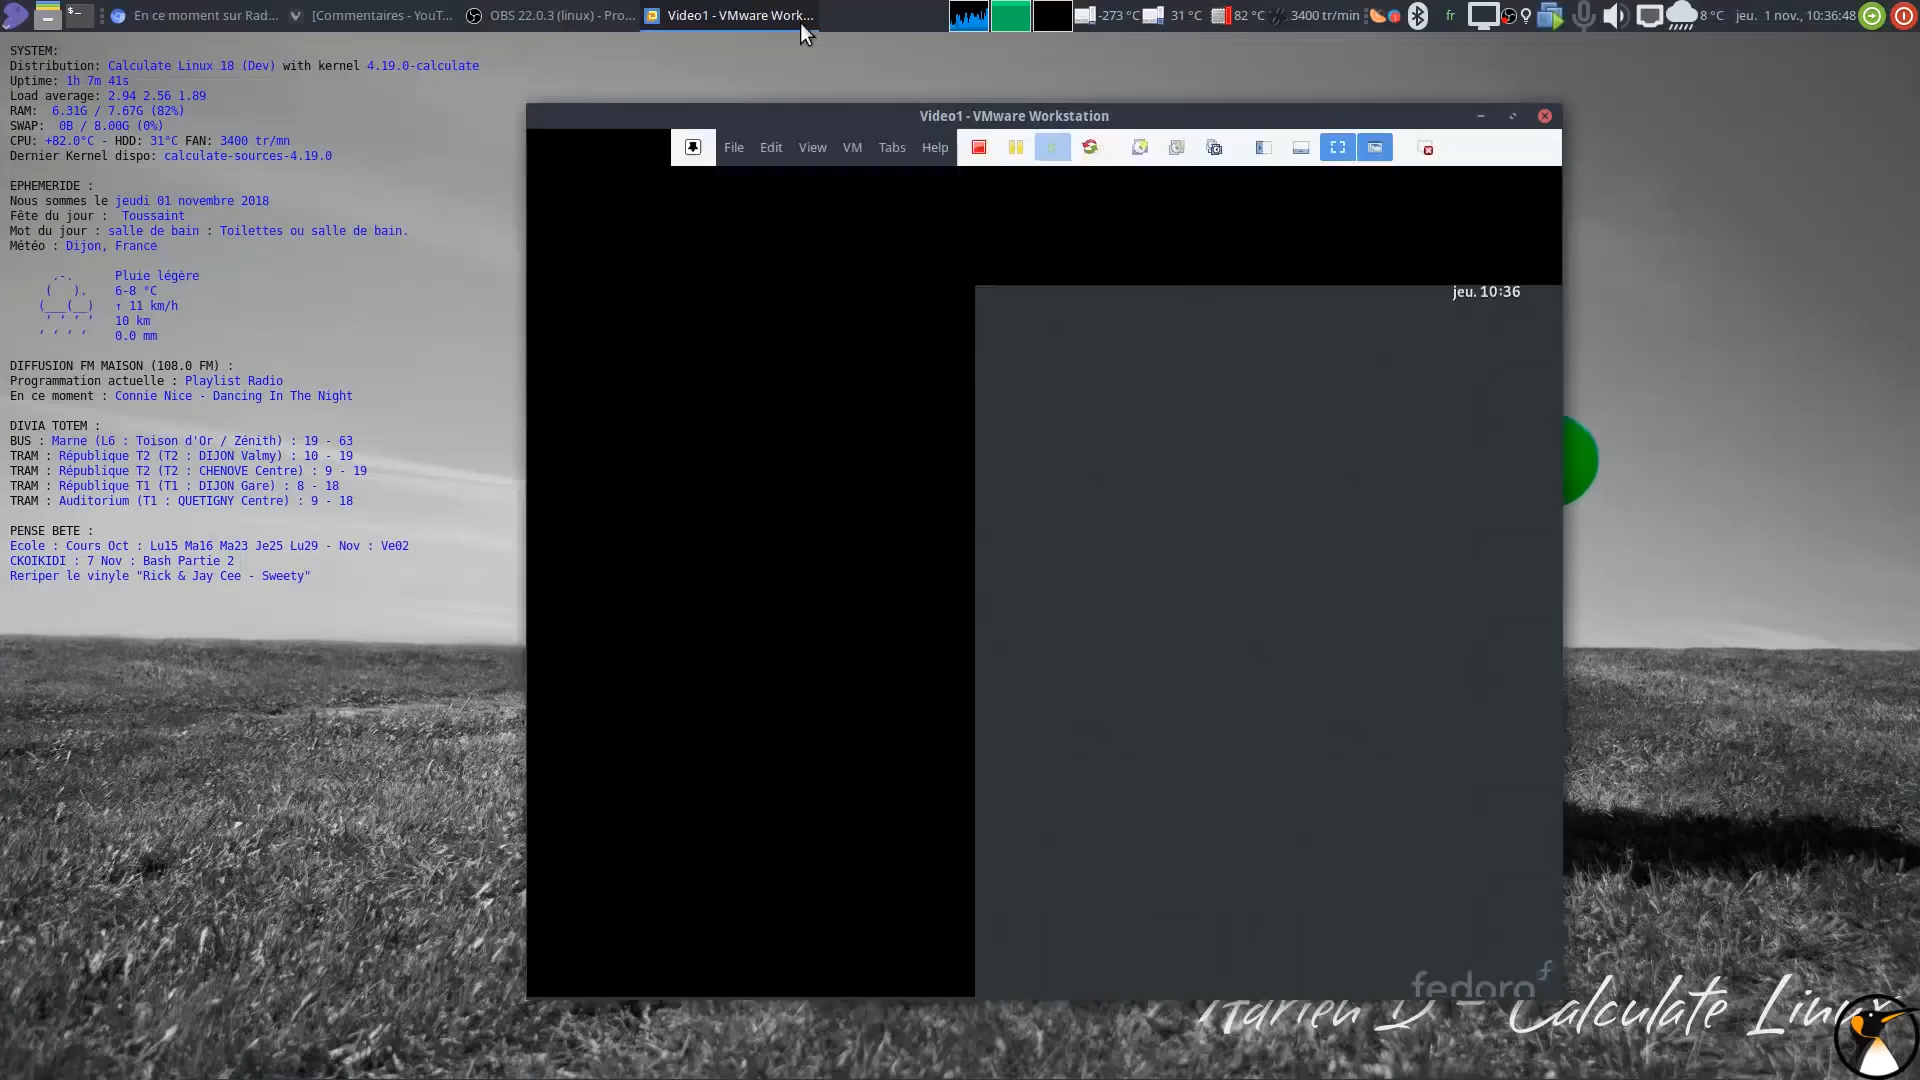 En ce moment sur Rad...
[Commentaires - YouT...
OBS 22.0.3 (linux) - Pro...
Video1 - VMware Work...
-273 °C
31 °C
82 °C
3400 tr/min
fr
8 °C
jeu. 1 nov., 10:36:48
SYSTEM:
Distribution: Calculate Linux 18 (Dev) with kernel 4.19.0-calculate
Uptime: 1h 7m 41s
Load average: 2.94 2.56 1.89
RAM: 6.31G / 7.67G (82%)
SWAP: 0B / 8.00G (0%)
CPU: +82.0°C - HDD: 31°C FAN: 3400 tr/mn
Dernier Kernel dispo: calculate-sources-4.19.0
EPHEMERIDE :
Nous sommes le jeudi 01 novembre 2018
Fête du jour : Toussaint
Mot du jour : salle de bain : Toilettes ou salle de bain.
Météo : Dijon, France
Pluie légère
6-8 °C
↑ 11 km/h
10 km
0.0 mm
DIFFUSION FM MAISON (108.0 FM) :
Programmation actuelle : Playlist Radio
En ce moment : Connie Nice - Dancing In The Night
DIVIA TOTEM :
BUS : Marne (L6 : Toison d'Or / Zénith) : 19 - 63
TRAM : République T2 (T2 : DIJON Valmy) : 10 - 19
TRAM : République T2 (T2 : CHENOVE Centre) : 9 - 19
TRAM : République T1 (T1 : DIJON Gare) : 8 - 18
TRAM : Auditorium (T1 : QUETIGNY Centre) : 9 - 18
PENSE BETE :
Ecole : Cours Oct : Lu15 Ma16 Ma23 Je25 Lu29 - Nov : Ve02
CKOIKIDI : 7 Nov : Bash Partie 2
Reriper le vinyle "Rick & Jay Cee - Sweety"
Video1 - VMware Workstation
File Edit View VM Tabs Help
jeu. 10:36
fedora
Adrien D - Calculate Linux